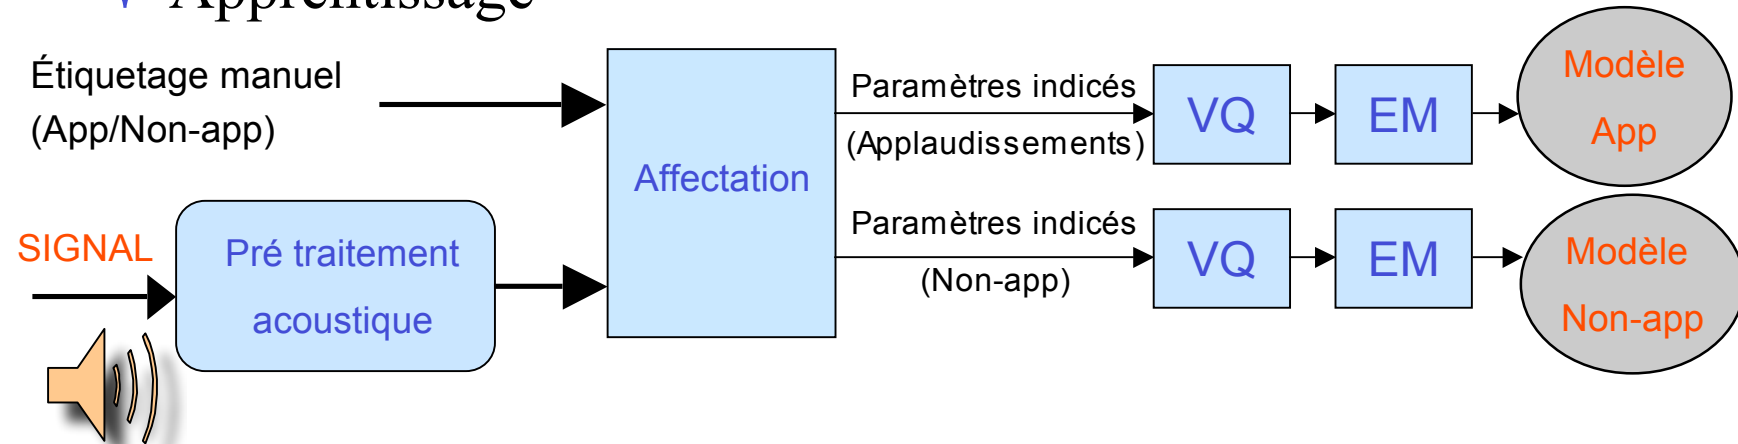 Apprentissage
Étiquetage manuel
(App/Non-app)
SIGNAL
Pré traitement
acoustique
Affectation
Paramètres indicés
(Applaudissements)
VQ
EM
Modèle
App
Paramètres indicés
(Non-app)
VQ
EM
Modèle
Non-app